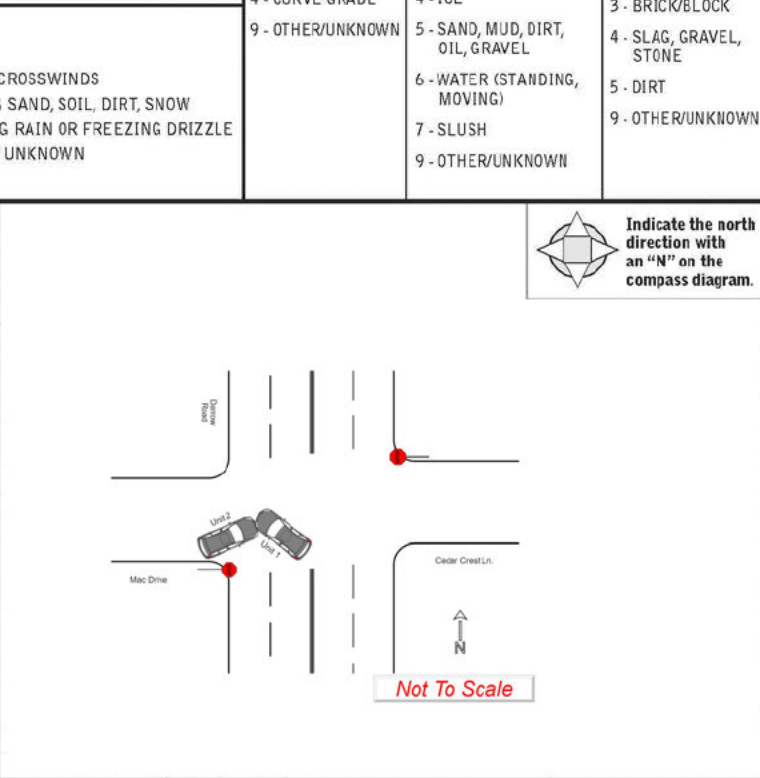 4 - CURVE GRADE
9 - OTHER/UNKNOWN
4 - ICE
5 - SAND, MUD, DIRT,
OIL, GRAVEL
6 - WATER (STANDING,
MOVING)
7 - SLUSH
9 - OTHER/UNKNOWN
3 - BRICK/BLOCK
4 - SLAG, GRAVEL,
STONE
5 - DIRT
9 - OTHER/UNKNOWN
CROSSWINDS
G SAND, SOIL, DIRT, SNOW
G RAIN OR FREEZING DRIZZLE
UNKNOWN
Indicate the north
direction with
an “N” on the
compass diagram.
Darrow
Road
Unit 2
Unit 1
Mac Drive
Cedar Crest Ln.
N
Not To Scale